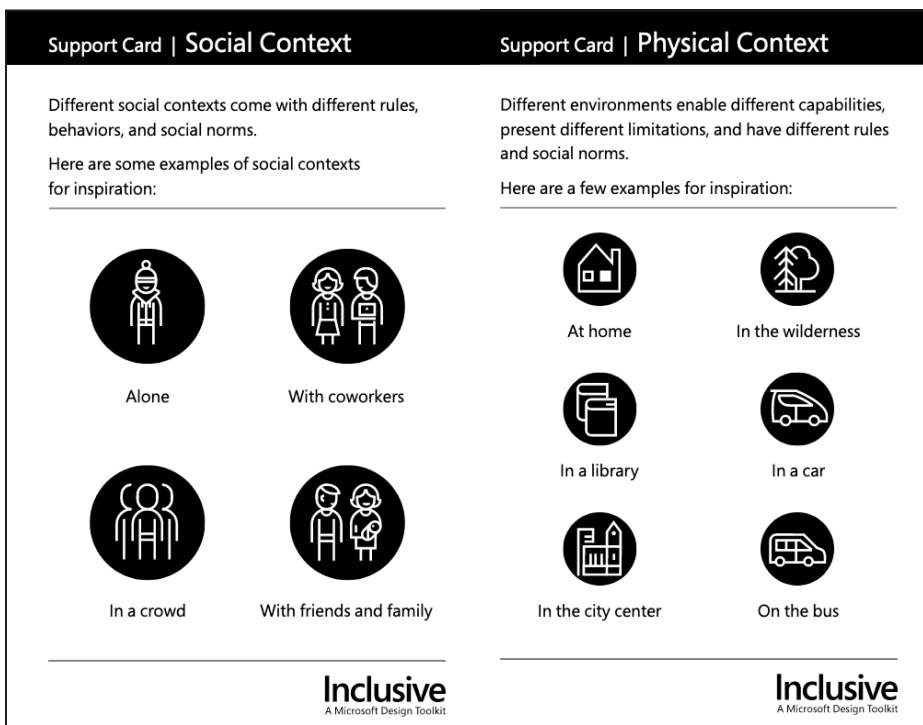 Support Card | Social Context
Different social contexts come with different rules,
behaviors, and social norms.
Here are some examples of social contexts
for inspiration:
Alone
With coworkers
In a crowd
With friends and family
Inclusive
A Microsoft Design Toolkit
Support Card | Physical Context
Different environments enable different capabilities,
present different limitations, and have different rules
and social norms.
Here are a few examples for inspiration:
At home
In the wilderness
In a library
In a car
In the city center
On the bus
Inclusive
A Microsoft Design Toolkit